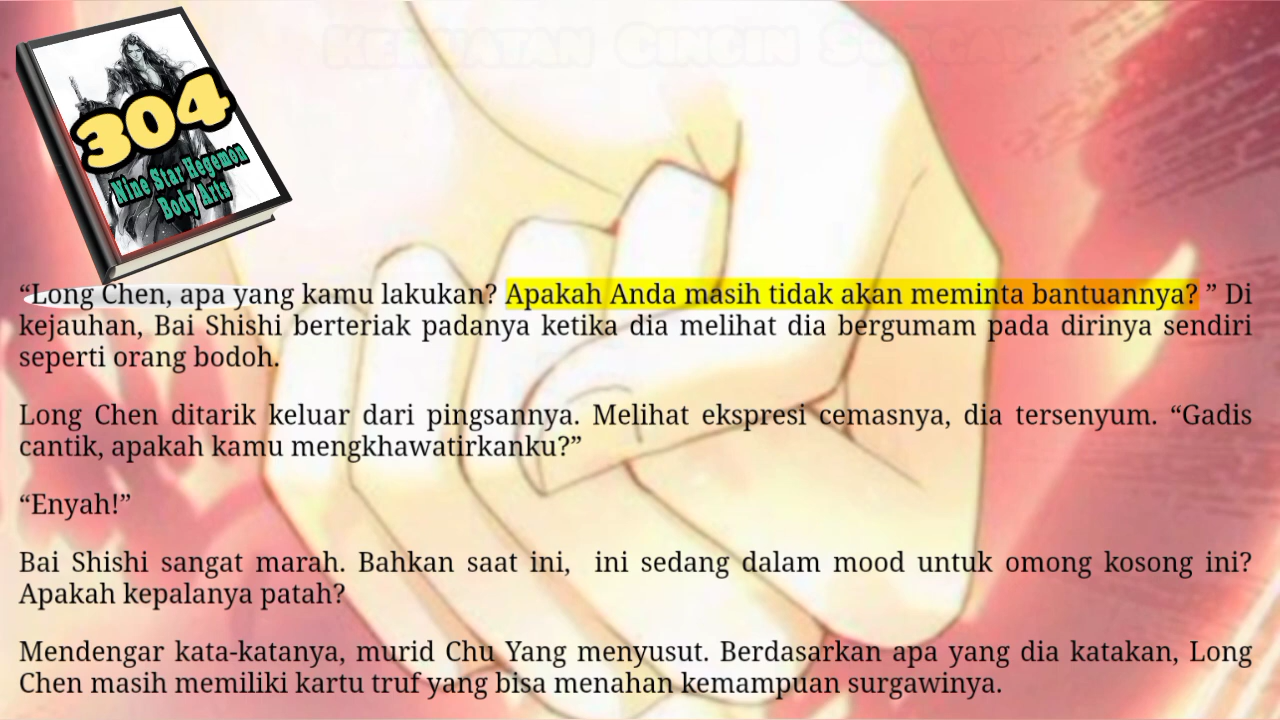 304
Nine Star Hegemon
Body Arts
“Long Chen, apa yang kamu lakukan? Apakah Anda masih tidak akan meminta bantuannya? ” Di
kejauhan, Bai Shishi berteriak padanya ketika dia melihat dia bergumam pada dirinya sendiri
seperti orang bodoh.
Long Chen ditarik keluar dari pingsannya. Melihat ekspresi cemasnya, dia tersenyum. “Gadis
cantik, apakah kamu mengkhawatirkanku?”
“Enyah!”
Bai Shishi sangat marah. Bahkan saat ini,  ini sedang dalam mood untuk omong kosong ini?
Apakah kepalanya patah?
Mendengar kata-katanya, murid Chu Yang menyusut. Berdasarkan apa yang dia katakan, Long
Chen masih memiliki kartu truf yang bisa menahan kemampuan surgawinya.